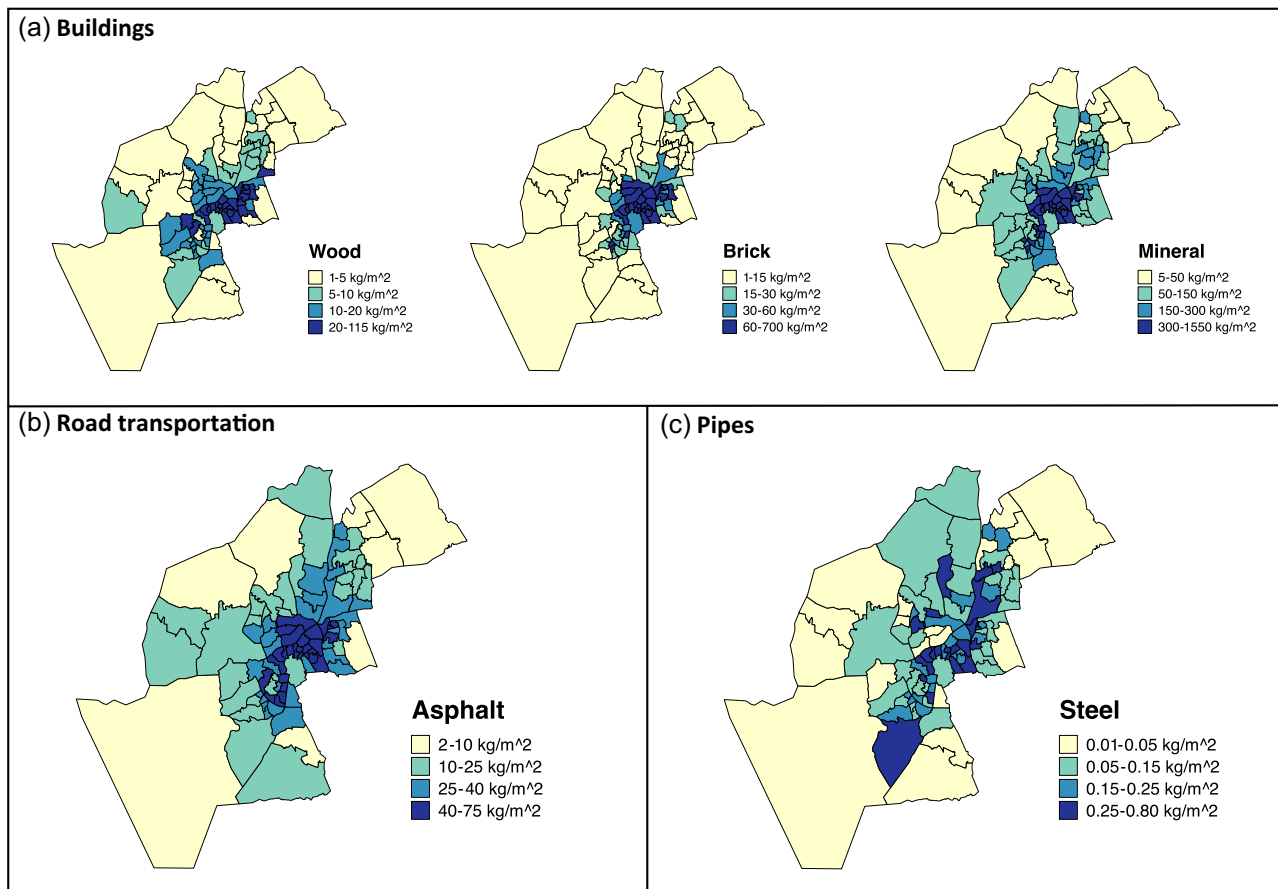 (a) Buildings
Wood
1-5 kg/m^2
5-10 kg/m^2
10-20 kg/m^2
20-115 kg/m^2
Brick
1-15 kg/m^2
15-30 kg/m^2
30-60 kg/m^2
60-700 kg/m^2
Mineral
5-50 kg/m^2
50-150 kg/m^2
150-300 kg/m^2
300-1550 kg/m^2
(b) Road transportation
Asphalt
2-10 kg/m^2
10-25 kg/m^2
25-40 kg/m^2
40-75 kg/m^2
(c) Pipes
Steel
0.01-0.05 kg/m^2
0.05-0.15 kg/m^2
0.15-0.25 kg/m^2
0.25-0.80 kg/m^2